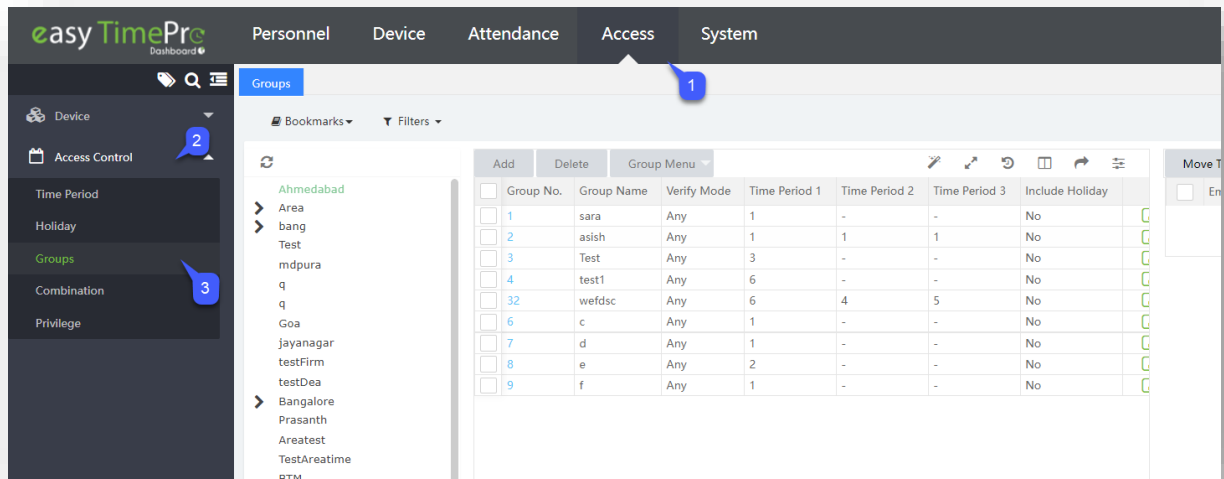 easy TimePro
Dashboard
Personnel Device Attendance Access System
1
Groups
Device
2
Access Control
Time Period
Holiday
Groups
3
Combination
Privilege
Bookmarks Filters
Ahmedabad
Area
bang
Test
mdpura
q
q
Goa
jayanagar
testFirm
testDea
Bangalore
Prasanth
Areatest
TestAreatime
BTM
Add Delete Group Menu
Group No. Group Name Verify Mode Time Period 1 Time Period 2 Time Period 3 Include Holiday
1 sara Any 1 - - No
2 asish Any 1 1 1 No
3 Test Any 3 - - No
4 test1 Any 6 - - No
32 wefdsc Any 6 4 5 No
6 c Any 1 - - No
7 d Any 1 - - No
8 e Any 2 - - No
9 f Any 1 - - No
Move T
Em